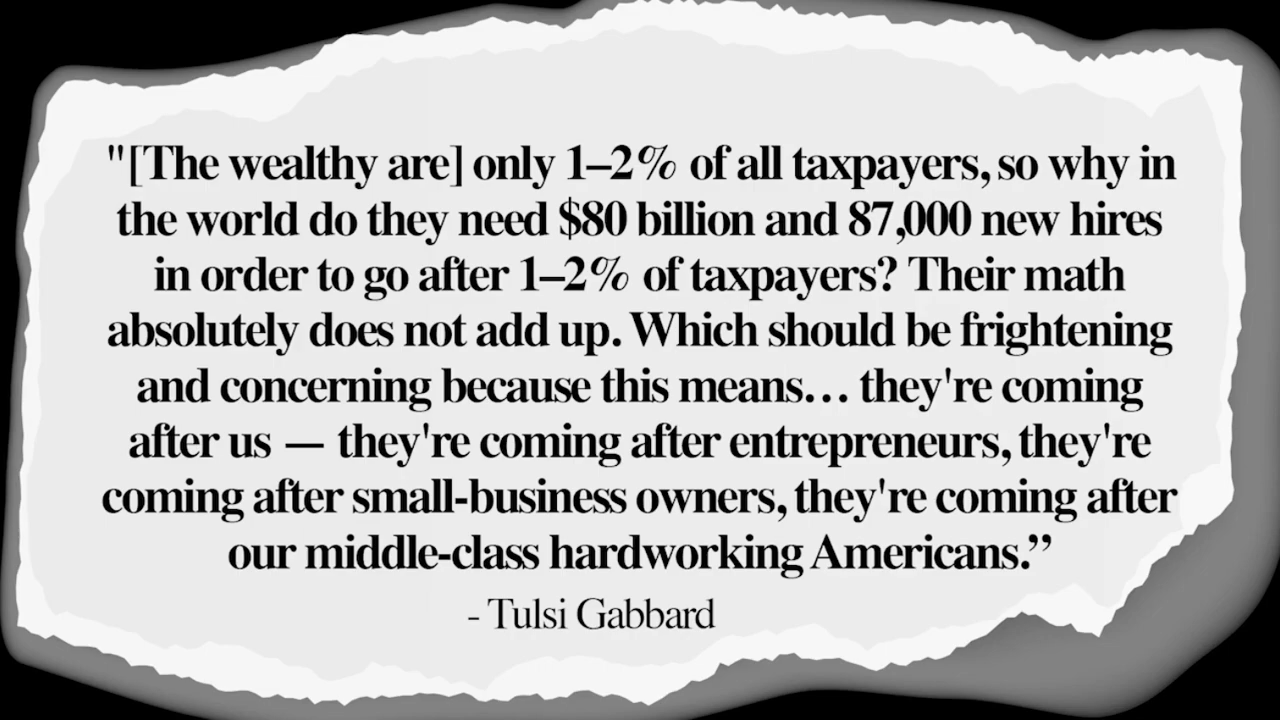 "[The wealthy are] only 1–2% of all taxpayers, so why in
the world do they need $80 billion and 87,000 new hires
in order to go after 1–2% of taxpayers? Their math
absolutely does not add up. Which should be frightening
and concerning because this means… they're coming
after us — they're coming after entrepreneurs, they're
coming after small-business owners, they're coming after
our middle-class hardworking Americans.”
- Tulsi Gabbard